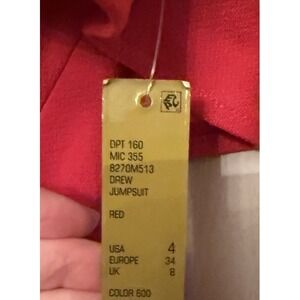 DPT 160
MIC 355
8270M513
DREW
JUMPSUIT
RED
USA 4
EUROPE 34
UK 8
COLOR 600